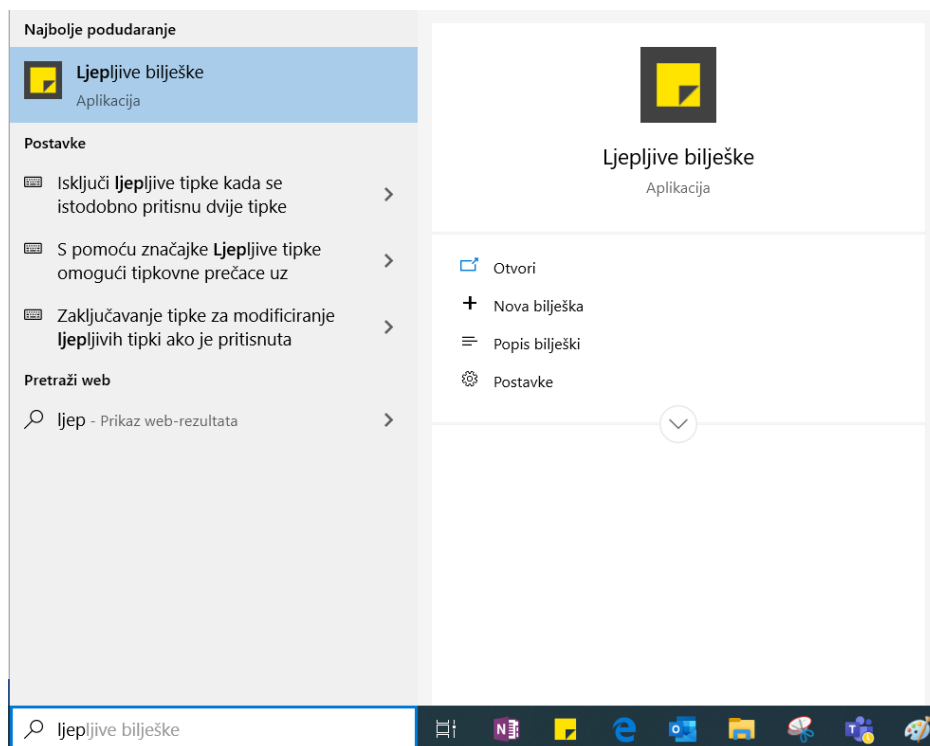 Najbolje podudaranje
Ljepljive bilješke
Aplikacija
Postavke
Isključi ljepljive tipke kada se
istodobno pritisnu dvije tipke
S pomoću značajke Ljepljive tipke
omogući tipkovne prečace uz
Zaključavanje tipke za modificiranje
ljepljivih tipki ako je pritisnuta
Pretraži web
ljep - Prikaz web-rezultata
ljepljive bilješke
Ljepljive bilješke
Aplikacija
Otvori
Nova bilješka
Popis bilješki
Postavke